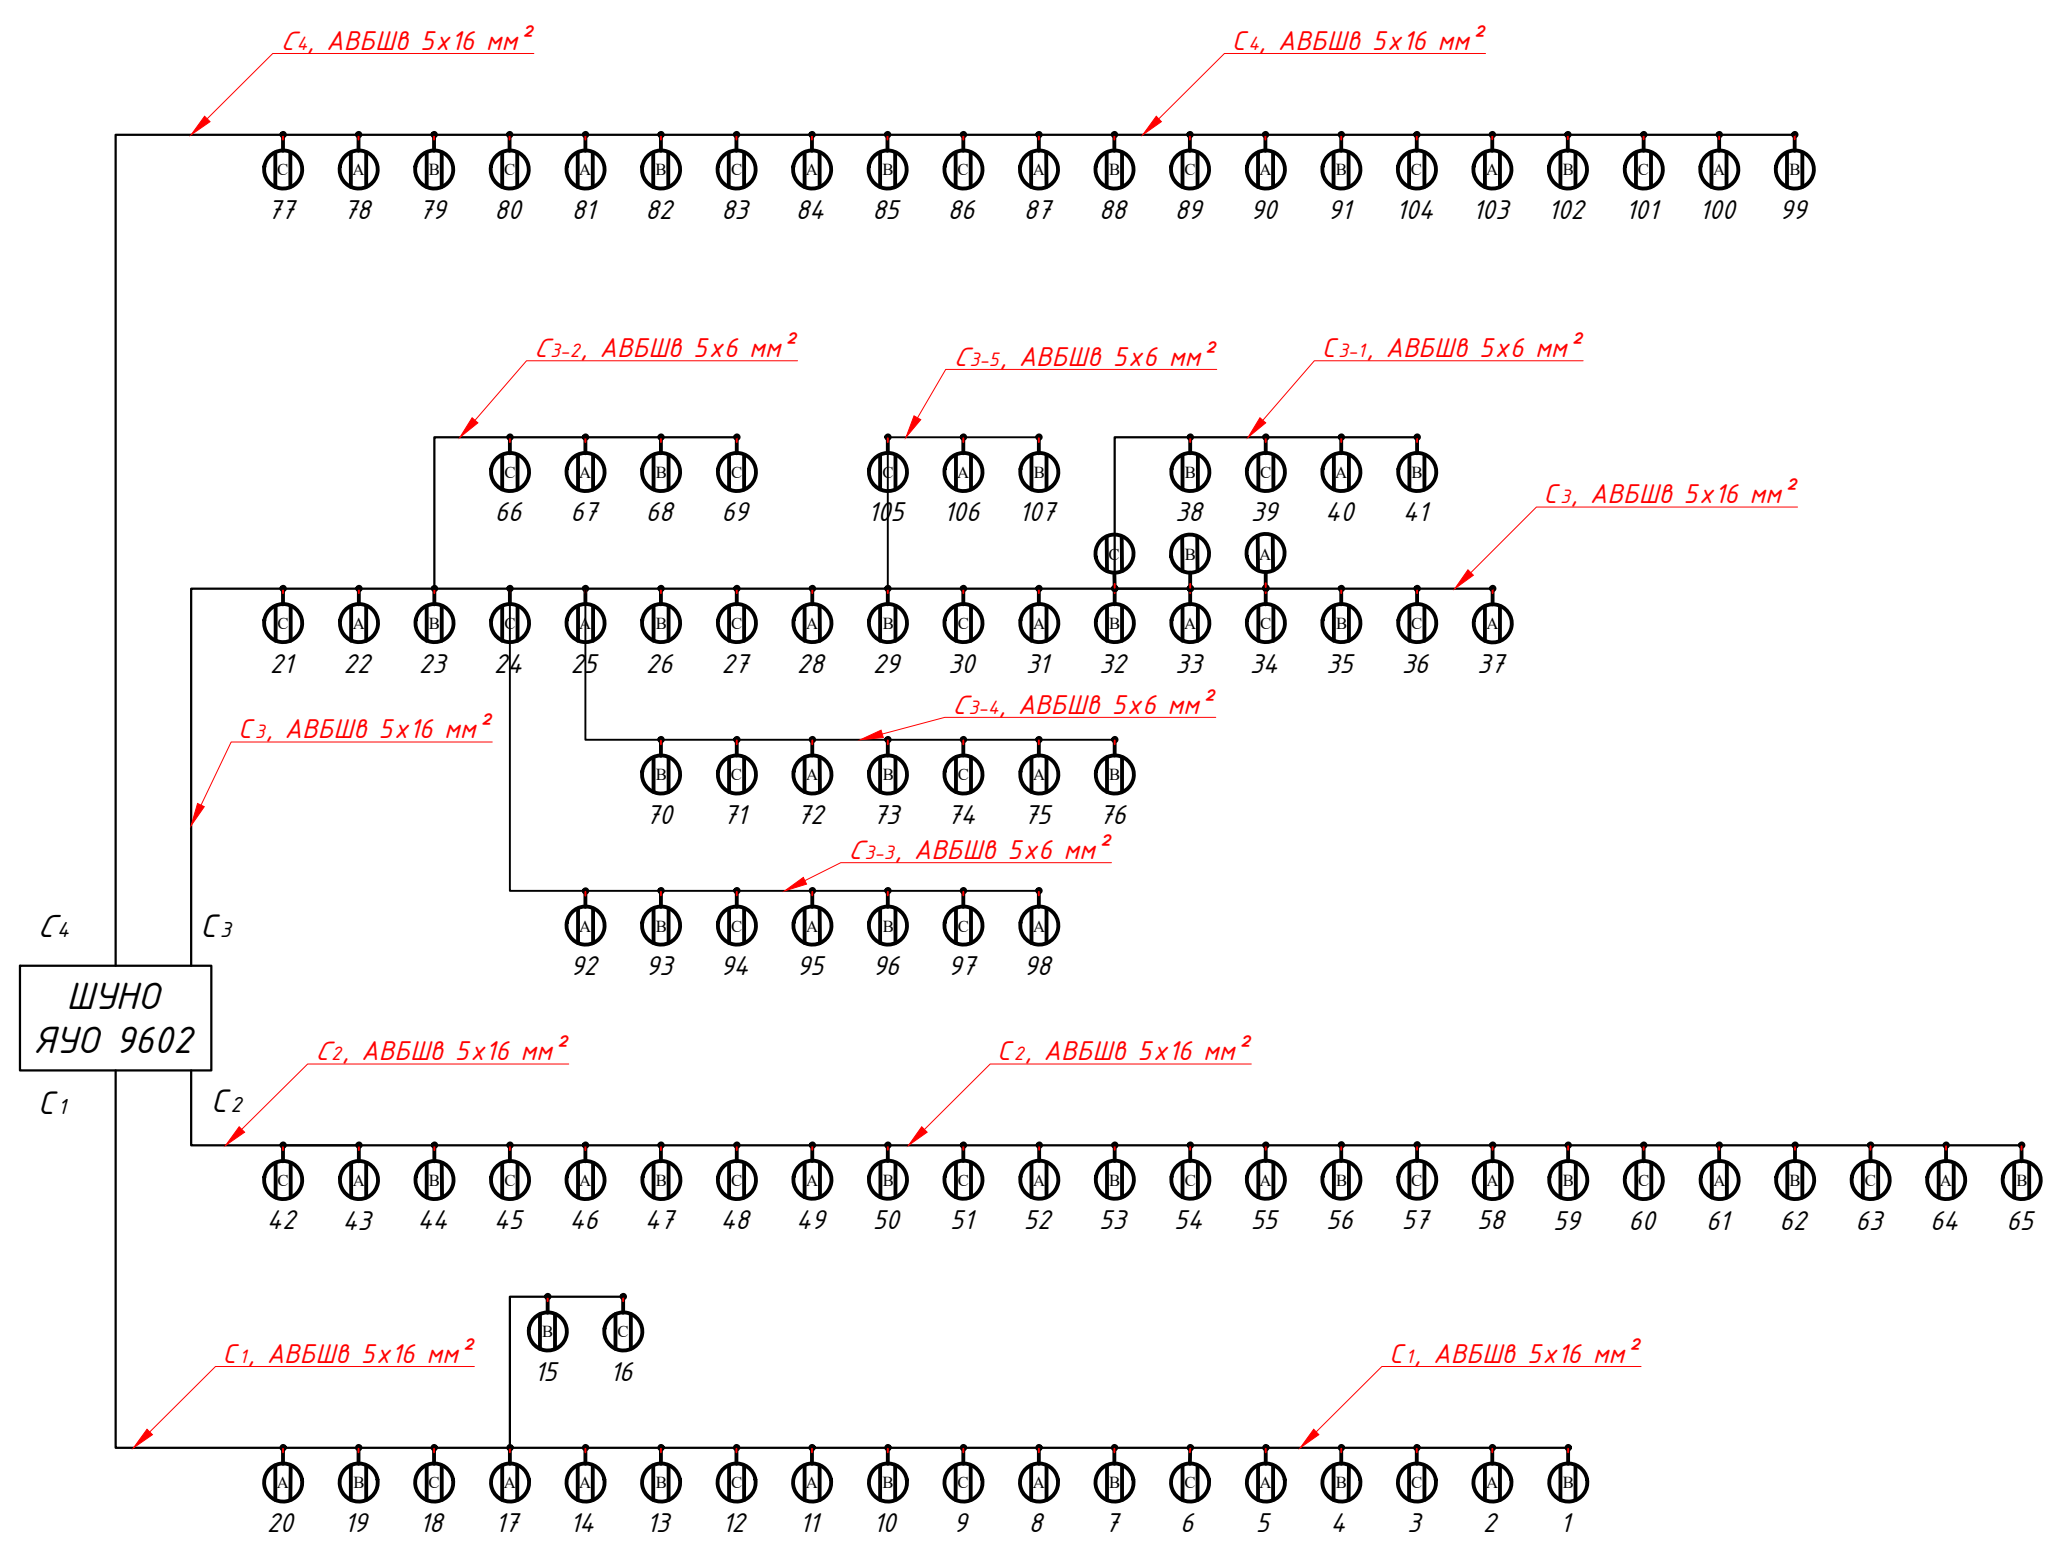 С4, АВБШв 5х16 мм² С4, АВБШв 5х16 мм²
С А В С А В С А В С А В С А В С А В С А В
77 78 79 80 81 82 83 84 85 86 87 88 89 90 91 104 103 102 101 100 99
С3-2, АВБШв 5х6 мм² С3-5, АВБШв 5х6 мм² С3-1, АВБШв 5х6 мм²
С А В С С А В В С А В
66 67 68 69 105 106 107 38 39 40 41
С3, АВБШв 5х16 мм²
С В А
С А В С А В С А В С А В А С В С А
21 22 23 24 25 26 27 28 29 30 31 32 33 34 35 36 37
С3, АВБШв 5х16 мм² С3-4, АВБШв 5х6 мм²
В С А В С А В
70 71 72 73 74 75 76
С3-3, АВБШв 5х6 мм²
А В С А В С А
92 93 94 95 96 97 98
С4 С3
ШУНО
ЯУО 9602
С1 С2
С2, АВБШв 5х16 мм² С2, АВБШв 5х16 мм²
С А В С А В С А В С А В С А В С А В С А В С А В
42 43 44 45 46 47 48 49 50 51 52 53 54 55 56 57 58 59 60 61 62 63 64 65
В С
15 16
С1, АВБШв 5х16 мм² С1, АВБШв 5х16 мм²
А В С А А В С А В С А В С А В С А В
20 19 18 17 14 13 12 11 10 9 8 7 6 5 4 3 2 1